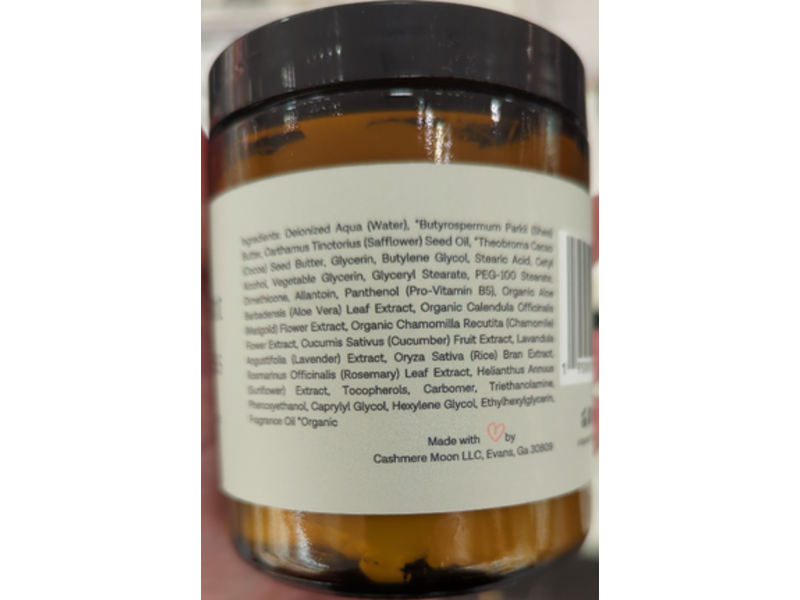 Ingredients: Deionized Aqua (Water), *Butyrospermum Parkii (Shea)
Butter, Carthamus Tinctorius (Safflower) Seed Oil, *Theobroma Cacao
(Cocoa) Seed Butter, Glycerin, Butylene Glycol, Stearic Acid, Cetyl
Alcohol, Vegetable Glycerin, Glyceryl Stearate, PEG-100 Stearate,
Dimethicone, Allantoin, Panthenol (Pro-Vitamin B5), Organic Aloe
Barbadensis (Aloe Vera) Leaf Extract, Organic Calendula Officinalis
(Marigold) Flower Extract, Organic Chamomilla Recutita (Chamomile)
Flower Extract, Cucumis Sativus (Cucumber) Fruit Extract, Lavandula
Angustifolia (Lavender) Extract, Oryza Sativa (Rice) Bran Extract,
Rosmarinus Officinalis (Rosemary) Leaf Extract, Helianthus Annuus
(Sunflower) Extract, Tocopherols, Carbomer, Triethanolamine,
Phenoxyethanol, Caprylyl Glycol, Hexylene Glycol, Ethylhexylglycerin,
Fragrance Oil *Organic
Made with by
Cashmere Moon LLC, Evans, Ga 30809